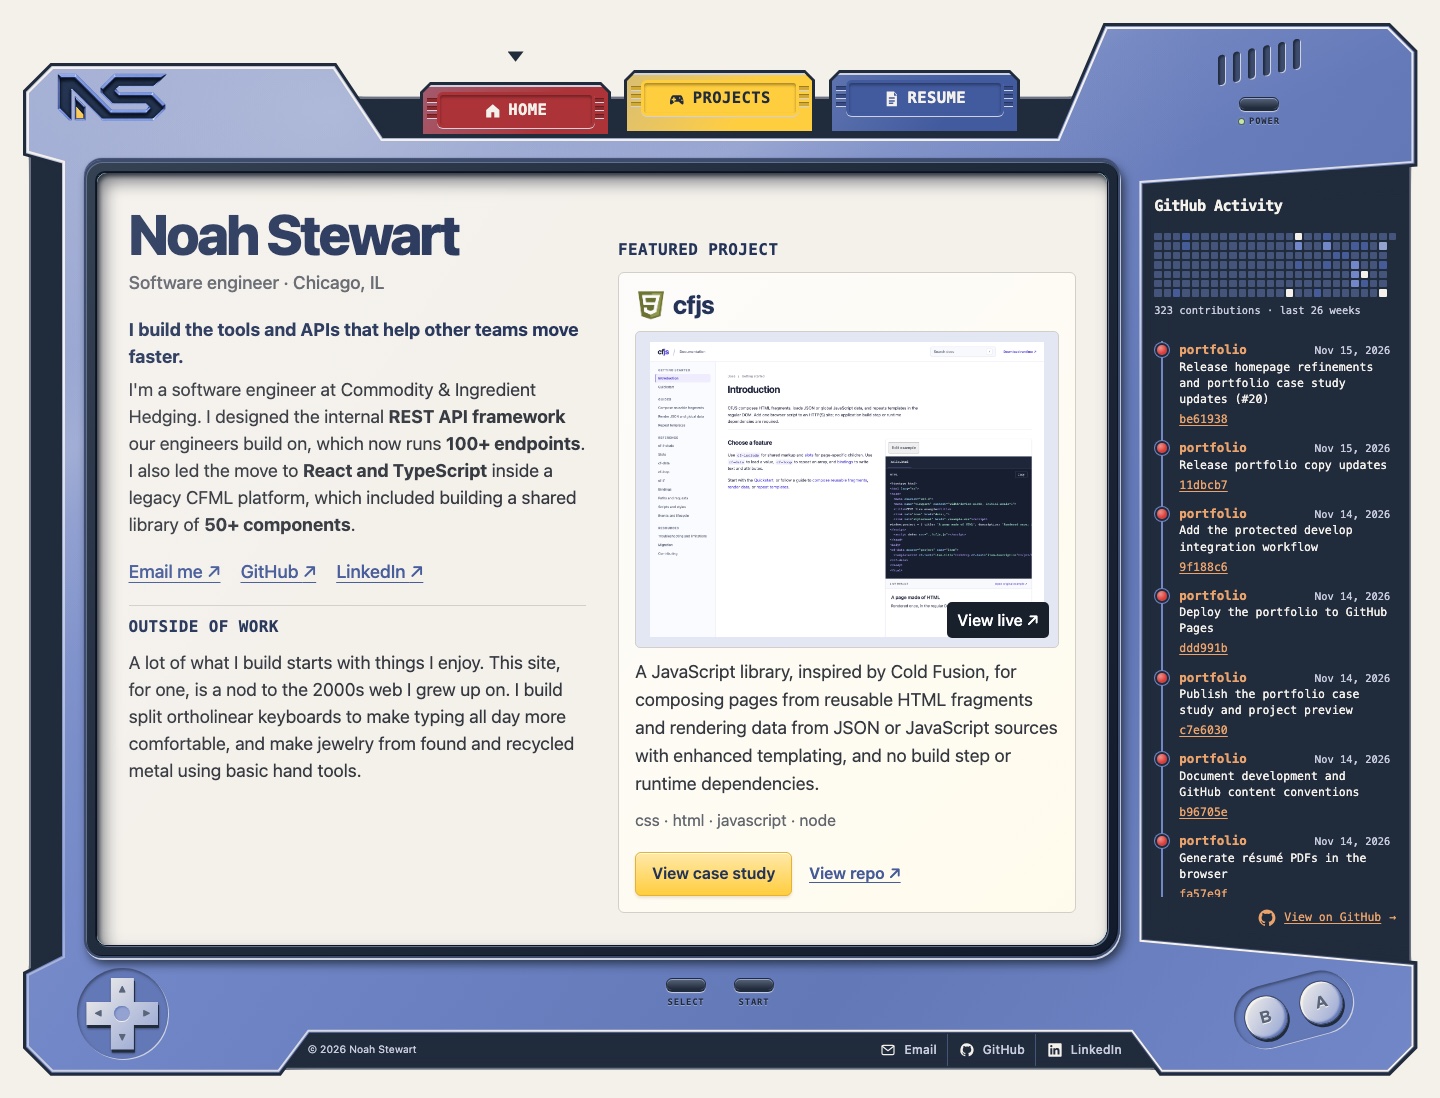 NS
HOME
PROJECTS
RESUME
POWER
Noah Stewart
Software engineer · Chicago, IL
I build the tools and APIs that help other teams move
faster.
I'm a software engineer at Commodity & Ingredient
Hedging. I designed the internal REST API framework
our engineers build on, which now runs 100+ endpoints.
I also led the move to React and TypeScript inside a
legacy CFML platform, which included building a shared
library of 50+ components.
Email me ↗
GitHub ↗
LinkedIn ↗
OUTSIDE OF WORK
A lot of what I build starts with things I enjoy. This site,
for one, is a nod to the 2000s web I grew up on. I build
split ortholinear keyboards to make typing all day more
comfortable, and make jewelry from found and recycled
metal using basic hand tools.
FEATURED PROJECT
cfjs
cfjs / Documentation
Introduction
Choose a feature
A page made of HTML
View live ↗
A JavaScript library, inspired by Cold Fusion, for
composing pages from reusable HTML fragments
and rendering data from JSON or JavaScript sources
with enhanced templating, and no build step or
runtime dependencies.
css · html · javascript · node
View case study
View repo ↗
GitHub Activity
323 contributions · last 26 weeks
portfolio Nov 15, 2026
Release homepage refinements
and portfolio case study
updates (#20)
be61938
portfolio Nov 15, 2026
Release portfolio copy updates
11dbcb7
portfolio Nov 14, 2026
Add the protected develop
integration workflow
9f188c6
portfolio Nov 14, 2026
Deploy the portfolio to GitHub
Pages
ddd991b
portfolio Nov 14, 2026
Publish the portfolio case
study and project preview
c7e6030
portfolio Nov 14, 2026
Document development and
GitHub content conventions
b96705e
portfolio Nov 14, 2026
Generate résumé PDFs in the
browser
fa57e9f
View on GitHub →
SELECT
START
B
A
© 2026 Noah Stewart
Email
GitHub
LinkedIn